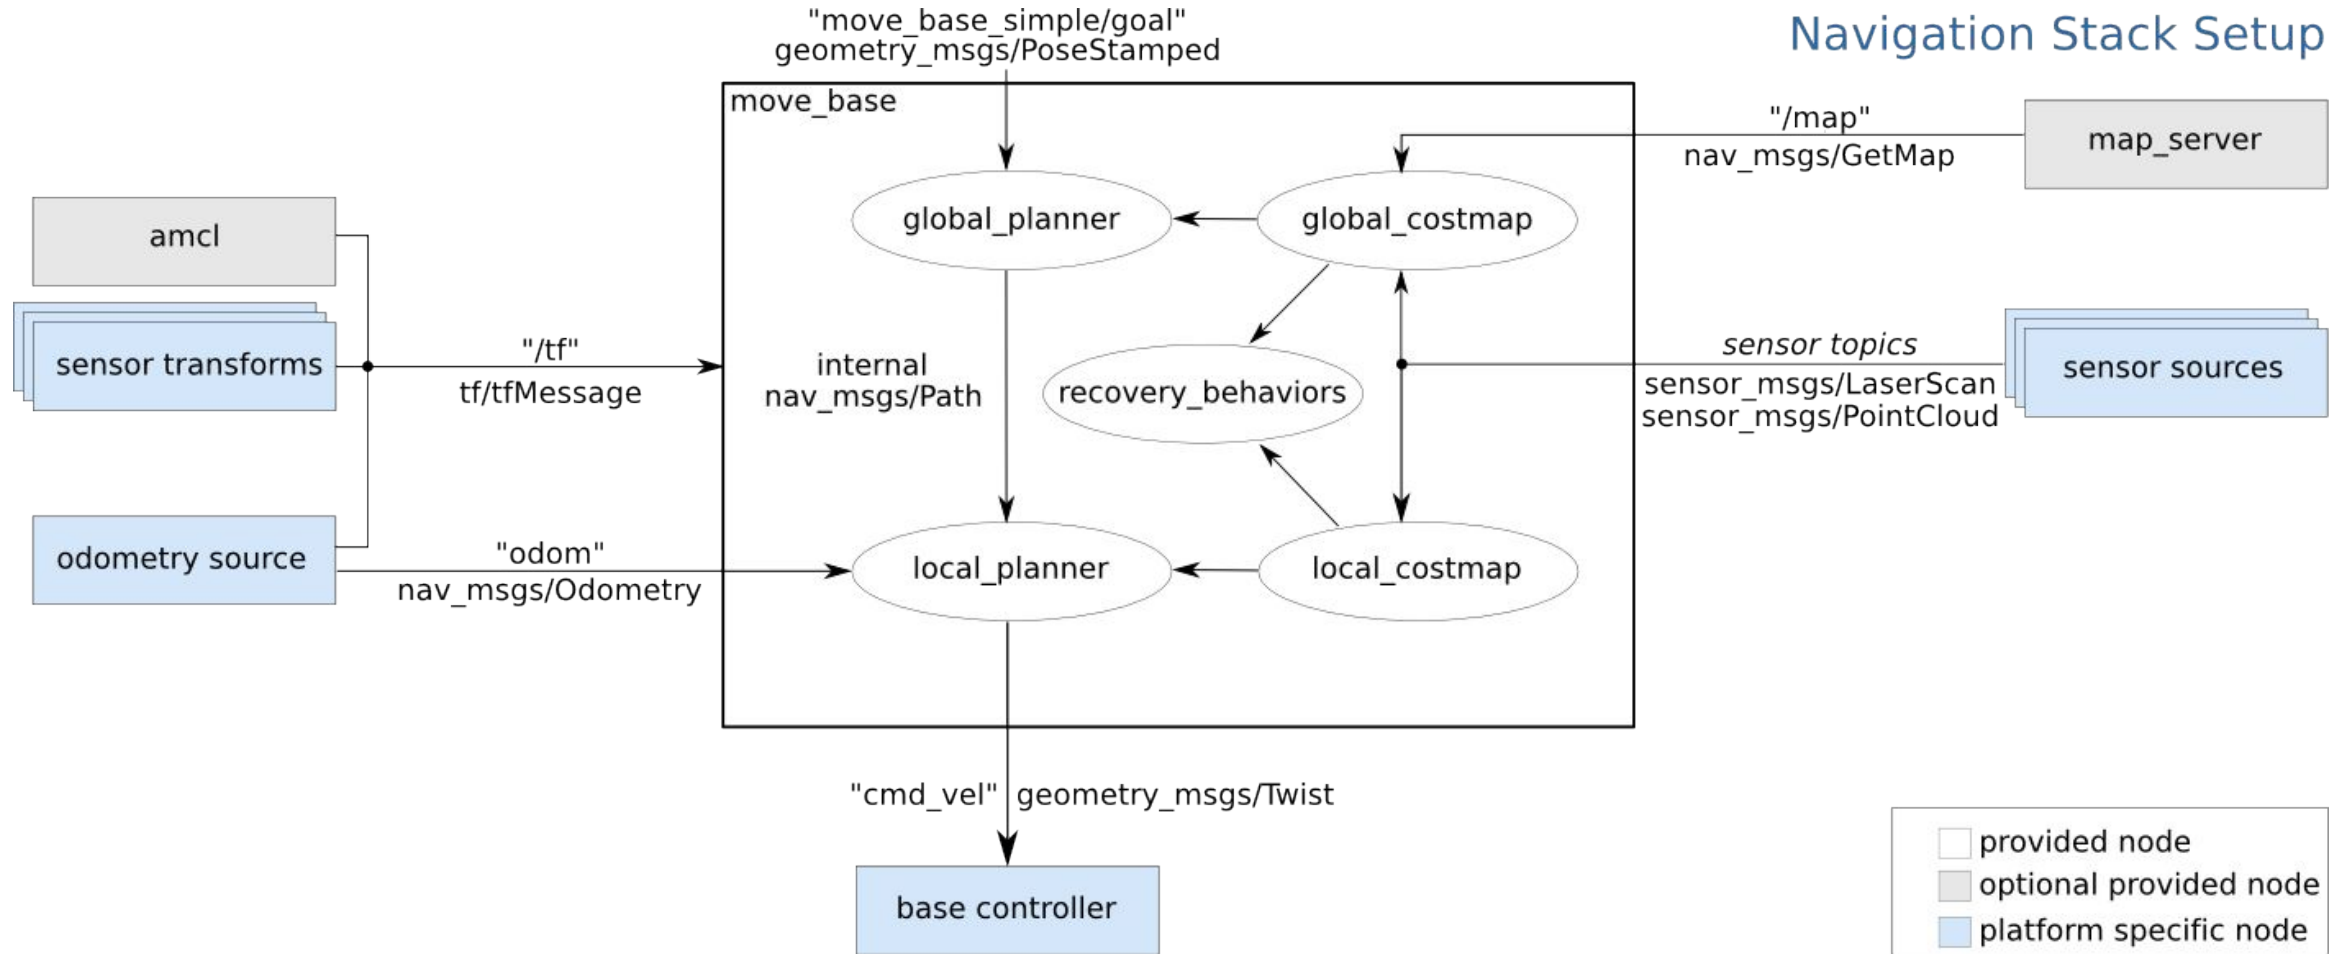 "move_base_simple/goal"
geometry_msgs/PoseStamped
Navigation Stack Setup
move_base
"/map"
nav_msgs/GetMap
map_server
amcl
global_planner
global_costmap
sensor transforms
"/tf"
tf/tfMessage
internal
nav_msgs/Path
recovery_behaviors
sensor topics
sensor_msgs/LaserScan
sensor_msgs/PointCloud
sensor sources
odometry source
"odom"
nav_msgs/Odometry
local_planner
local_costmap
"cmd_vel" geometry_msgs/Twist
base controller
provided node
optional provided node
platform specific node